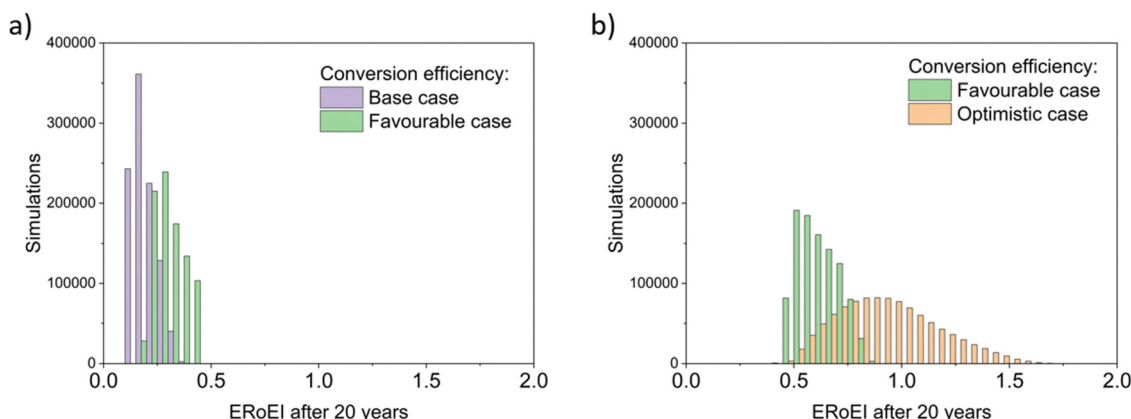 a)
400000
300000
200000
100000
0
Simulations
Conversion efficiency:
Base case
Favourable case
0.0 0.5 1.0 1.5 2.0
ERoEI after 20 years
b)
400000
300000
200000
100000
0
Simulations
Conversion efficiency:
Favourable case
Optimistic case
0.0 0.5 1.0 1.5 2.0
ERoEI after 20 years